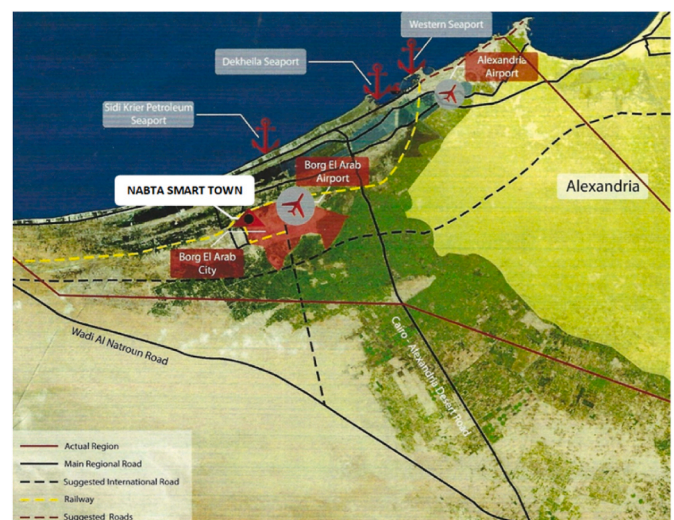 Western Seaport
Dekheila Seaport
Alexandria
Airport
Sidi Krier Petroleum
Seaport
Borg El Arab
Airport
NABTA SMART TOWN
Alexandria
Borg El Arab
City
Wadi Al Natroun Road
Cairo - Alexandria Desert Road
Actual Region
Main Regional Road
Suggested International Road
Railway
Suggested Roads